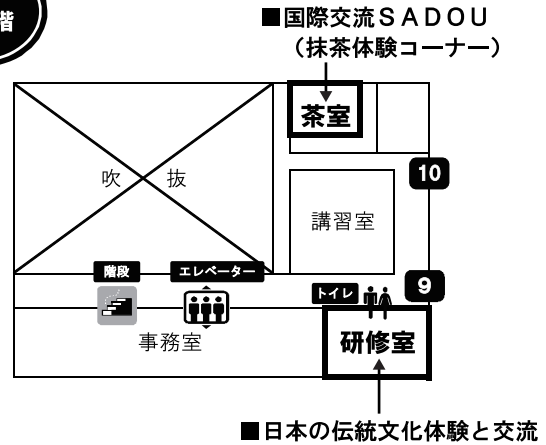 階
■国際交流ＳＡＤＯＵ
（抹茶体験コーナー）
茶室
吹抜
10
講習室
階段
エレベーター
トイレ
9
事務室
研修室
■日本の伝統文化体験と交流